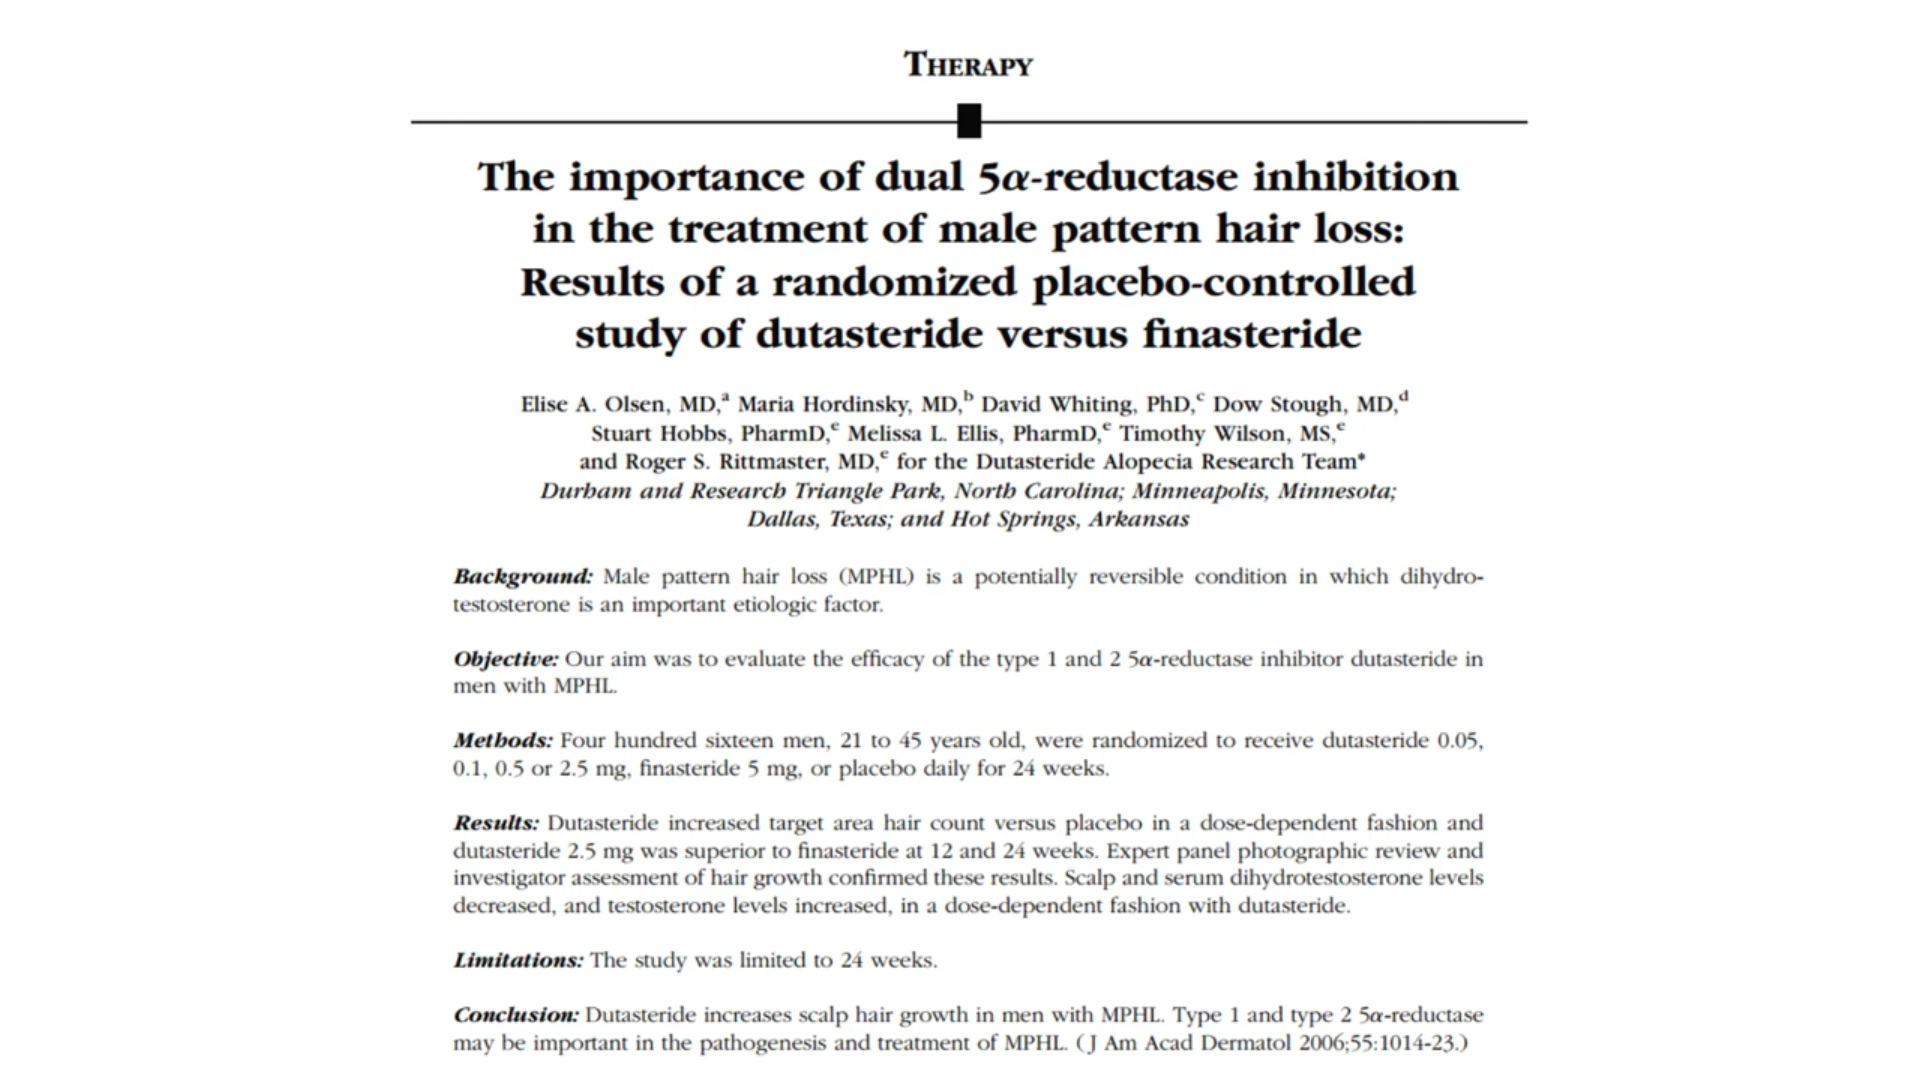 THERAPY
The importance of dual 5α-reductase inhibition
in the treatment of male pattern hair loss:
Results of a randomized placebo-controlled
study of dutasteride versus finasteride
Elise A. Olsen, MD,a Maria Hordinsky, MD,b David Whiting, PhD,c Dow Stough, MD,d
Stuart Hobbs, PharmD,e Melissa L. Ellis, PharmD,e Timothy Wilson, MS,e
and Roger S. Rittmaster, MD,e for the Dutasteride Alopecia Research Team*
Durham and Research Triangle Park, North Carolina; Minneapolis, Minnesota;
Dallas, Texas; and Hot Springs, Arkansas
Background: Male pattern hair loss (MPHL) is a potentially reversible condition in which dihydro-
testosterone is an important etiologic factor.
Objective: Our aim was to evaluate the efficacy of the type 1 and 2 5α-reductase inhibitor dutasteride in
men with MPHL.
Methods: Four hundred sixteen men, 21 to 45 years old, were randomized to receive dutasteride 0.05,
0.1, 0.5 or 2.5 mg, finasteride 5 mg, or placebo daily for 24 weeks.
Results: Dutasteride increased target area hair count versus placebo in a dose-dependent fashion and
dutasteride 2.5 mg was superior to finasteride at 12 and 24 weeks. Expert panel photographic review and
investigator assessment of hair growth confirmed these results. Scalp and serum dihydrotestosterone levels
decreased, and testosterone levels increased, in a dose-dependent fashion with dutasteride.
Limitations: The study was limited to 24 weeks.
Conclusion: Dutasteride increases scalp hair growth in men with MPHL. Type 1 and type 2 5α-reductase
may be important in the pathogenesis and treatment of MPHL. (J Am Acad Dermatol 2006;55:1014-23.)